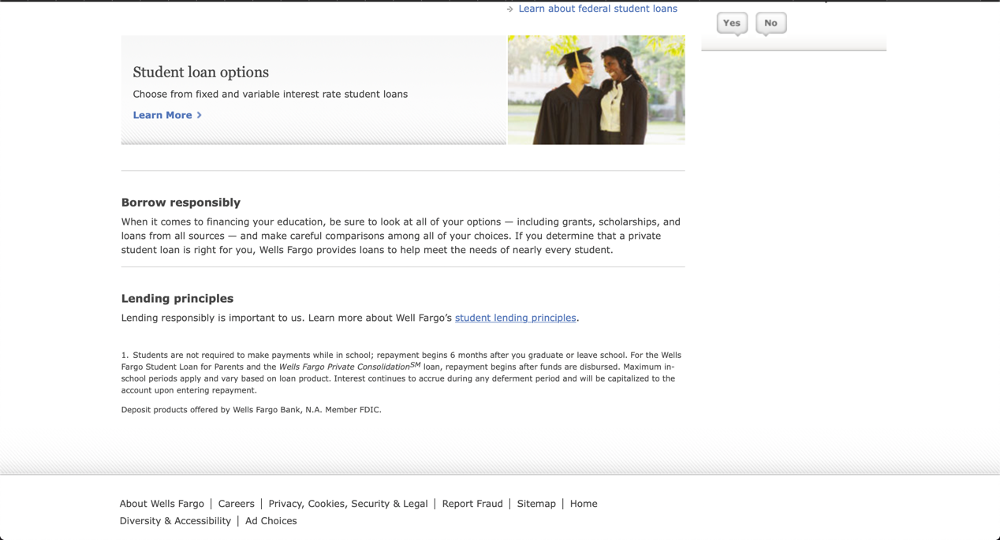 Learn about federal student loans
Yes No
Student loan options
Choose from fixed and variable interest rate student loans
Learn More
Borrow responsibly
When it comes to financing your education, be sure to look at all of your options — including grants, scholarships, and
loans from all sources — and make careful comparisons among all of your choices. If you determine that a private
student loan is right for you, Wells Fargo provides loans to help meet the needs of nearly every student.
Lending principles
Lending responsibly is important to us. Learn more about Well Fargo’s student lending principles.
1. Students are not required to make payments while in school; repayment begins 6 months after you graduate or leave school. For the Wells
Fargo Student Loan for Parents and the Wells Fargo Private ConsolidationSM loan, repayment begins after funds are disbursed. Maximum in-
school periods apply and vary based on loan product. Interest continues to accrue during any deferment period and will be capitalized to the
account upon entering repayment.
Deposit products offered by Wells Fargo Bank, N.A. Member FDIC.
About Wells Fargo | Careers | Privacy, Cookies, Security & Legal | Report Fraud | Sitemap | Home
Diversity & Accessibility | Ad Choices